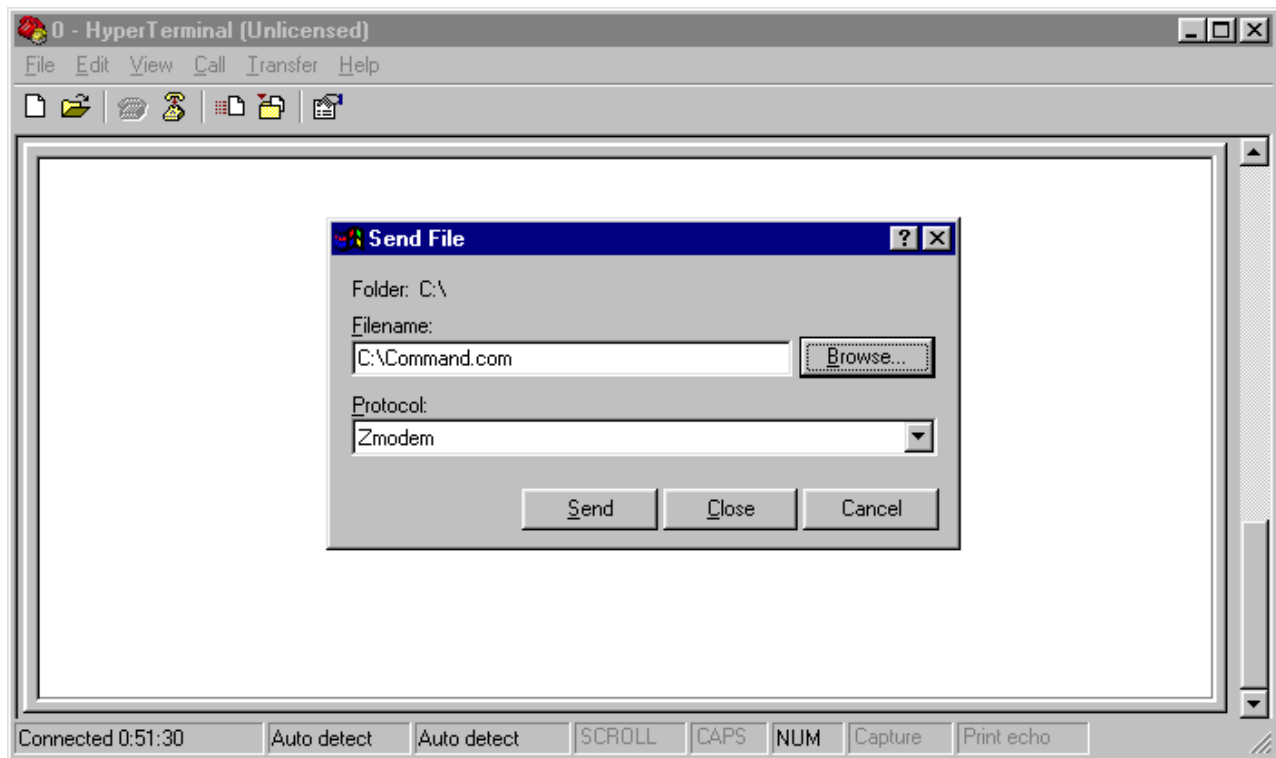 0 - HyperTerminal (Unlicensed)
File Edit View Call Transfer Help
Send File
Folder: C:\
Filename:
C:\Command.com Browse...
Protocol:
Zmodem
Send Close Cancel
Connected 0:51:30 Auto detect Auto detect SCROLL CAPS NUM Capture Print echo